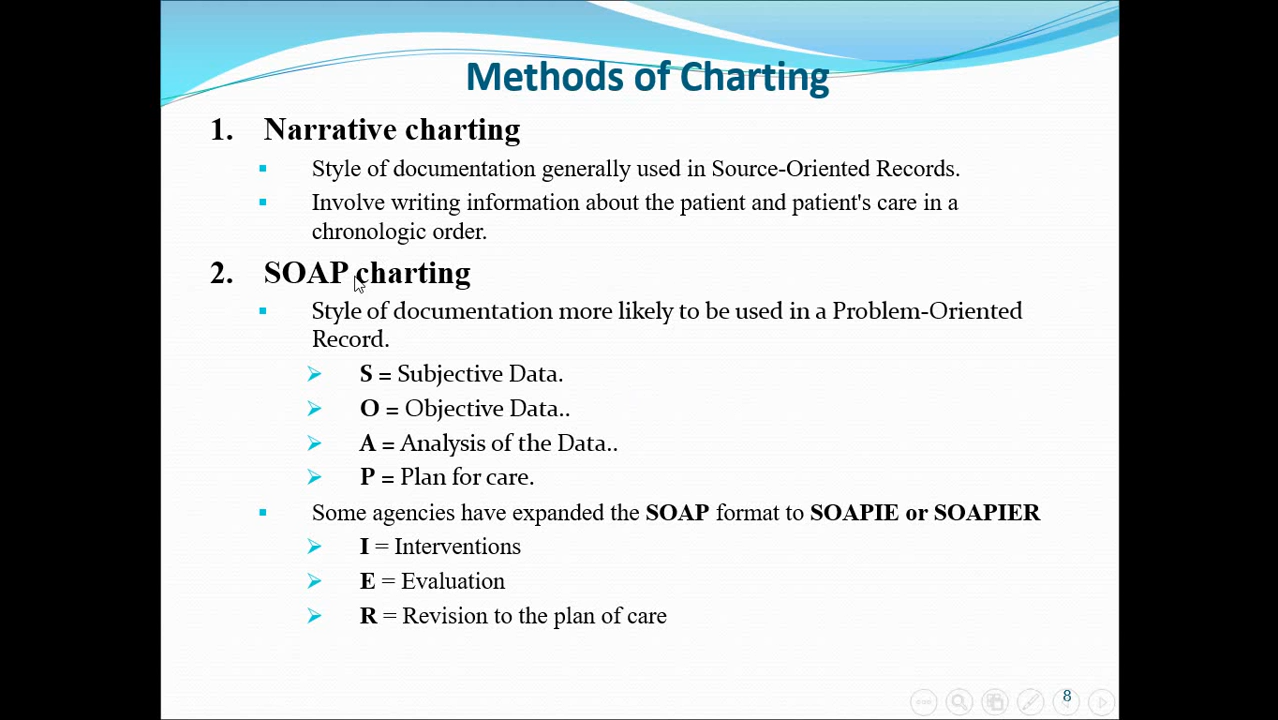 Methods of Charting
1. Narrative charting
Style of documentation generally used in Source-Oriented Records.
Involve writing information about the patient and patient's care in a
chronologic order.
2. SOAP charting
Style of documentation more likely to be used in a Problem-Oriented
Record.
S = Subjective Data.
O = Objective Data..
A = Analysis of the Data..
P = Plan for care.
Some agencies have expanded the SOAP format to SOAPIE or SOAPIER
I = Interventions
E = Evaluation
R = Revision to the plan of care
8